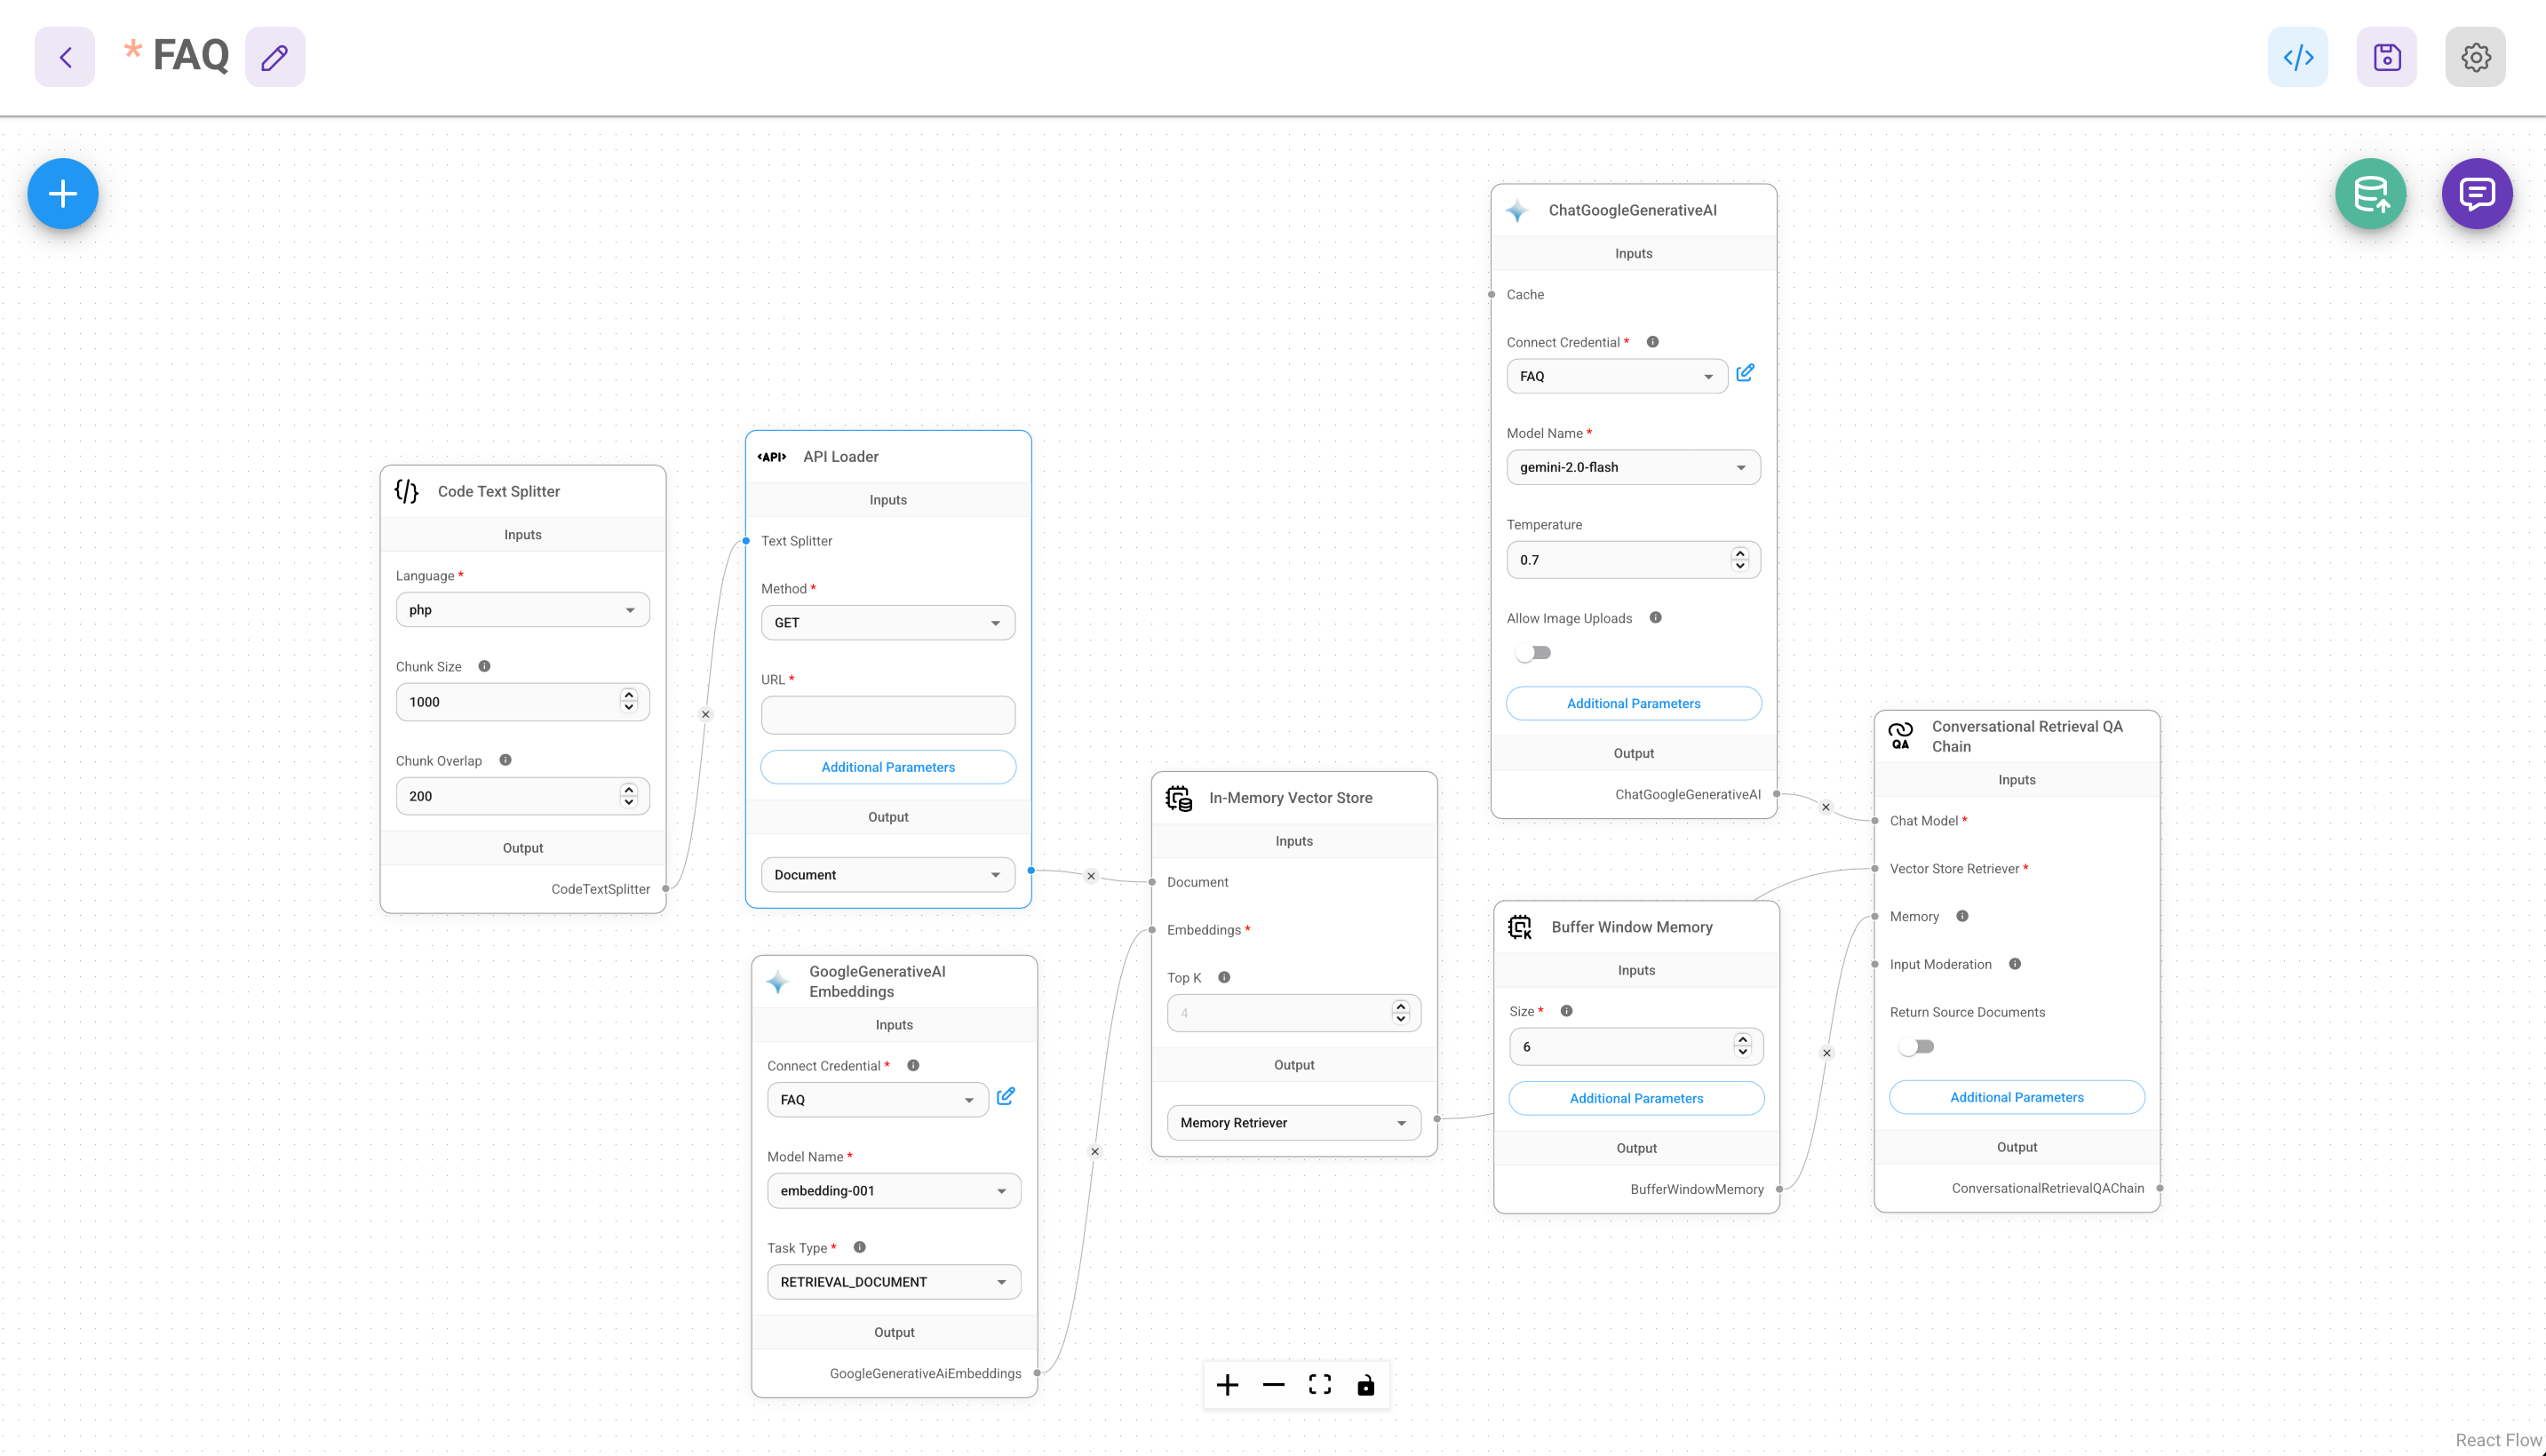 * FAQ
Code Text Splitter
Inputs
Language *
php
Chunk Size
1000
Chunk Overlap
200
Output
CodeTextSplitter
<API> API Loader
Inputs
Text Splitter
Method *
GET
URL *
Additional Parameters
Output
Document
GoogleGenerativeAI
Embeddings
Inputs
Connect Credential *
FAQ
Model Name *
embedding-001
Task Type *
RETRIEVAL_DOCUMENT
Output
GoogleGenerativeAiEmbeddings
In-Memory Vector Store
Inputs
Document
Embeddings *
Top K
4
Output
Memory Retriever
ChatGoogleGenerativeAI
Inputs
Cache
Connect Credential *
FAQ
Model Name *
gemini-2.0-flash
Temperature
0.7
Allow Image Uploads
Additional Parameters
Output
ChatGoogleGenerativeAI
K Buffer Window Memory
Inputs
Size *
6
Additional Parameters
Output
BufferWindowMemory
QA
Conversational Retrieval QA
Chain
Inputs
Chat Model *
Vector Store Retriever *
Memory
Input Moderation
Return Source Documents
Additional Parameters
Output
ConversationalRetrievalQAChain
React Flow